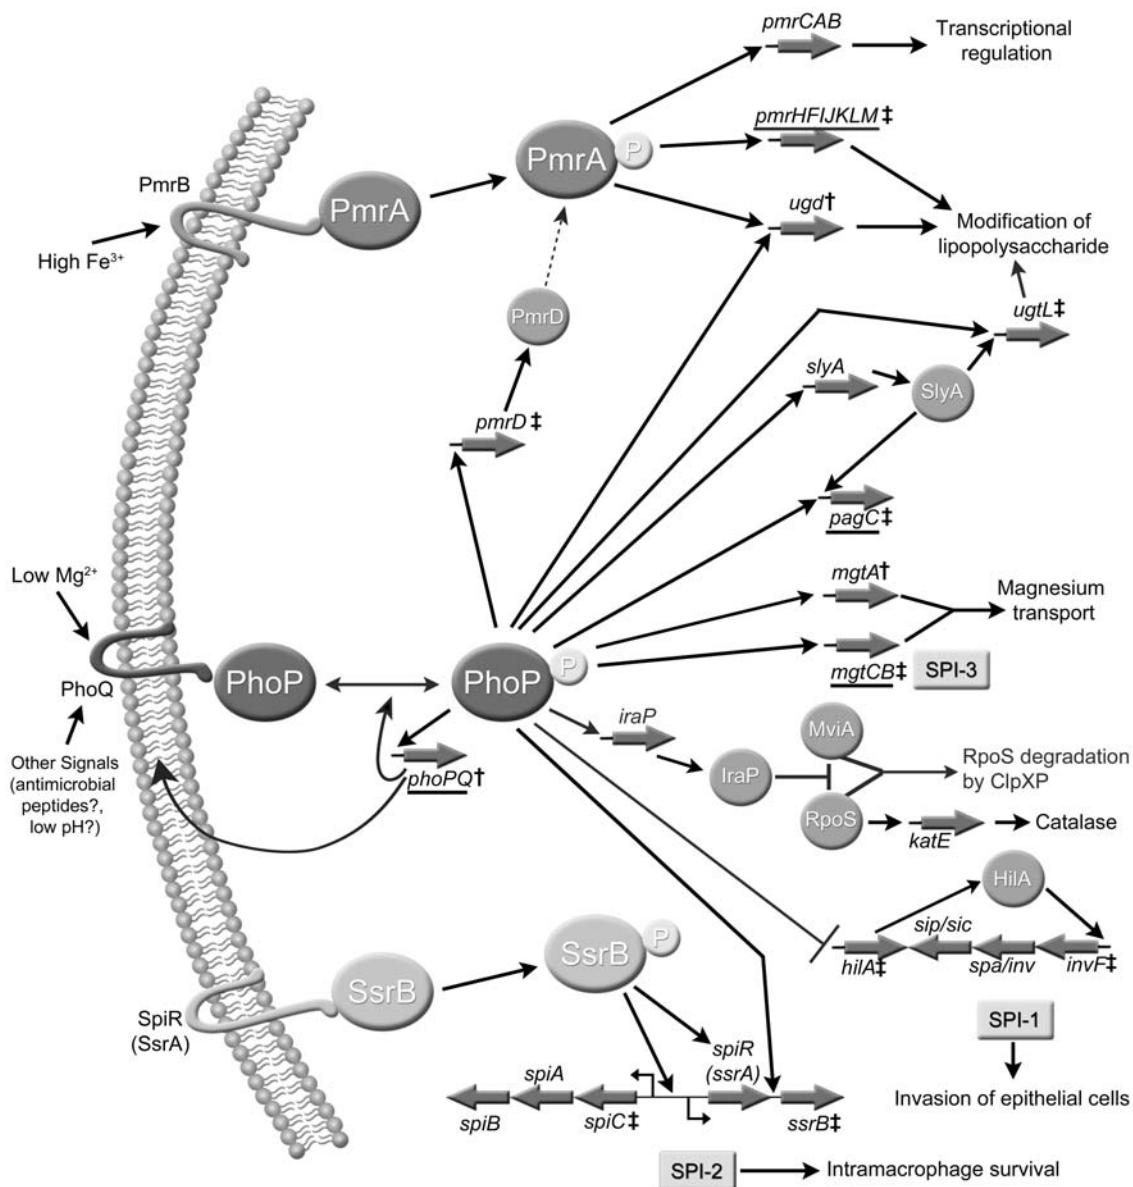 pmrCAB
Transcriptional
regulation
pmrHFIJKLM‡
PmrA
P
PmrB
PmrA
ugd†
Modification of
lipopolysaccharide
High Fe³⁺
PmrD
ugtL‡
slyA
SlyA
pmrD‡
pagC‡
Low Mg²⁺
mgtA†
Magnesium
transport
PhoQ
PhoP
PhoP
P
mgtCB‡
SPI-3
iraP
MviA
Other Signals
(antimicrobial
peptides?,
low pH?)
phoPQ†
IraP
RpoS degradation
by ClpXP
RpoS
katE
Catalase
HilA
SsrB
P
sip/sic
hilA‡
spa/inv
invF‡
SpiR
(SsrA)
SsrB
SPI-1
spiR
(ssrA)
spiA
spiB
spiC‡
ssrB‡
Invasion of epithelial cells
SPI-2
Intramacrophage survival